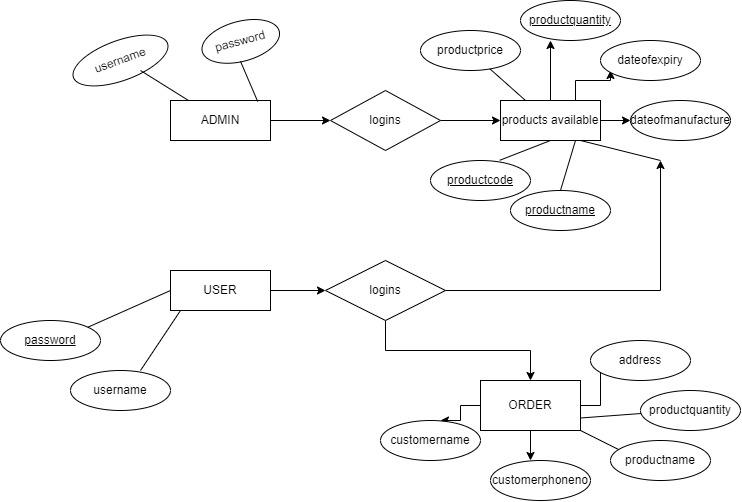 productquantity
username
password
productprice
dateofexpiry
ADMIN
logins
products available
dateofmanufacture
productcode
productname
USER
logins
password
username
address
ORDER
productquantity
customername
productname
customerphoneno